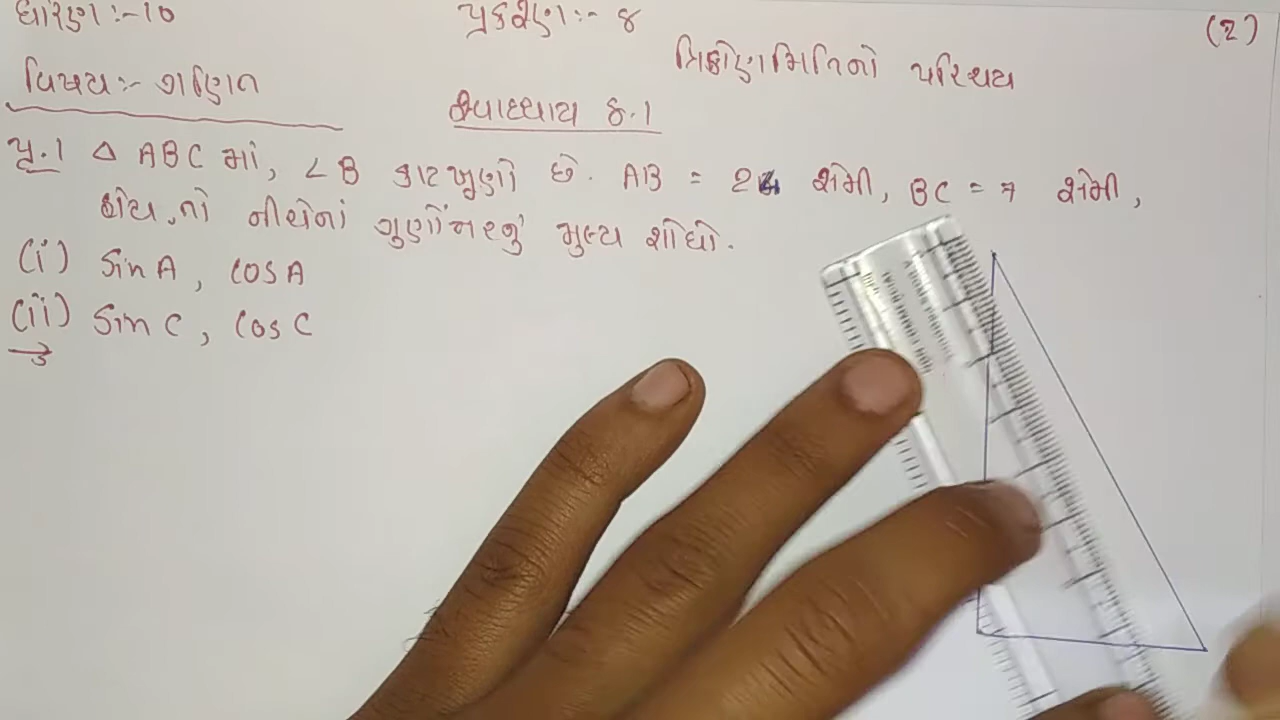 ધોરણ :- 10
પ્રકરણ :- ૪
(2)
ત્રિકોણમિતિનો પરિચય
વિષય :- ગણિત
સ્વાધ્યાય 8.1
પ્ર.1 △ ABC માં, ∠B કાટખૂણો છે. AB = 24 સેમી, BC = 7 સેમી,
હોય, તો નીચેનાં ગુણોત્તરનું મુલ્ય શોધો.
(i) sin A, cos A
(ii) sin C, cos C
→